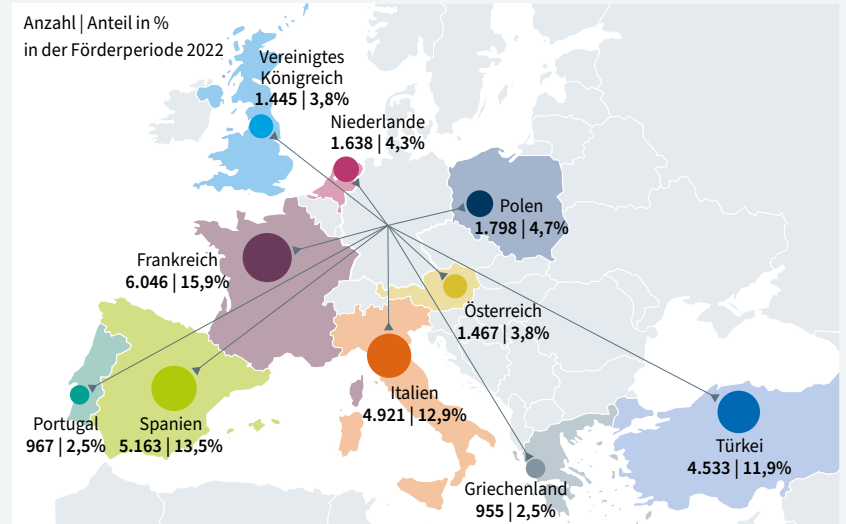 Anzahl | Anteil in %
in der Förderperiode 2022
Vereinigtes
Königreich
1.445 | 3,8%
Niederlande
1.638 | 4,3%
Polen
1.798 | 4,7%
Frankreich
6.046 | 15,9%
Österreich
1.467 | 3,8%
Italien
4.921 | 12,9%
Portugal
967 | 2,5%
Spanien
5.163 | 13,5%
Türkei
4.533 | 11,9%
Griechenland
955 | 2,5%